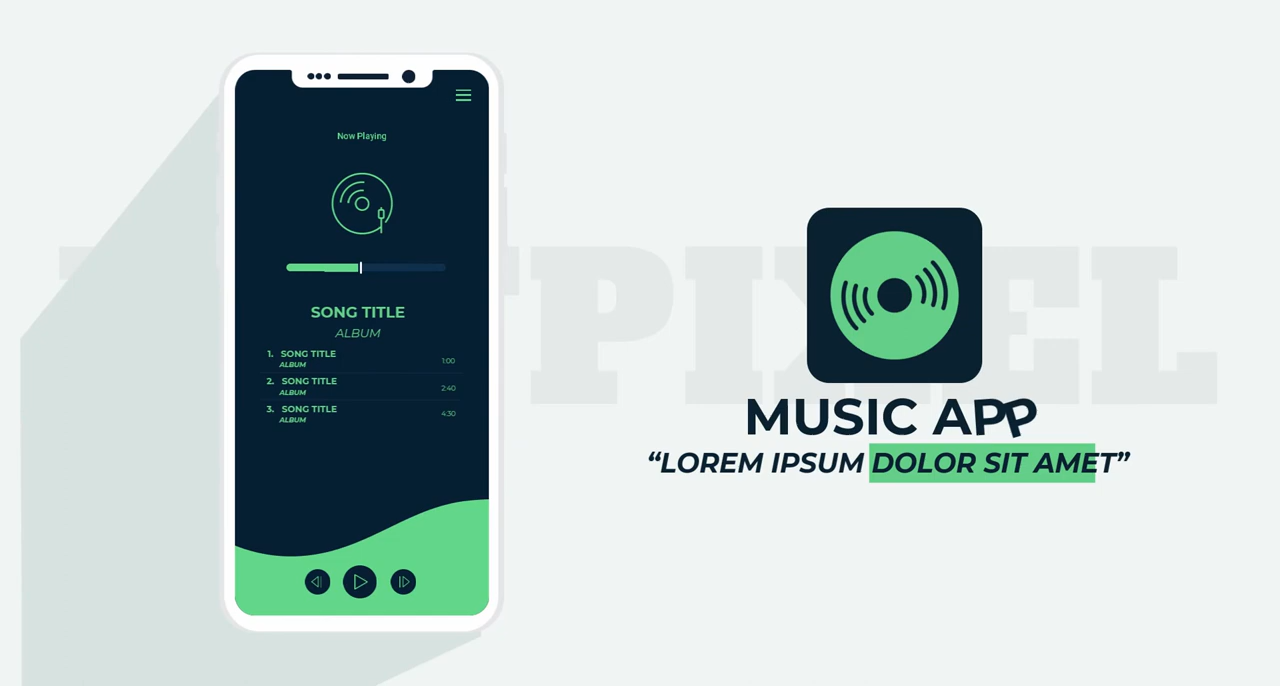 Now Playing
SONG TITLE
ALBUM
1. SONG TITLE
ALBUM
1:00
2. SONG TITLE
ALBUM
2:40
3. SONG TITLE
ALBUM
4:30
PIXEL
MUSIC APP
“LOREM IPSUM DOLOR SIT AMET”